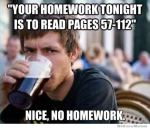 "YOUR HOMEWORK TONIGHT
IS TO READ PAGES 57-112"
NICE, NO HOMEWORK.